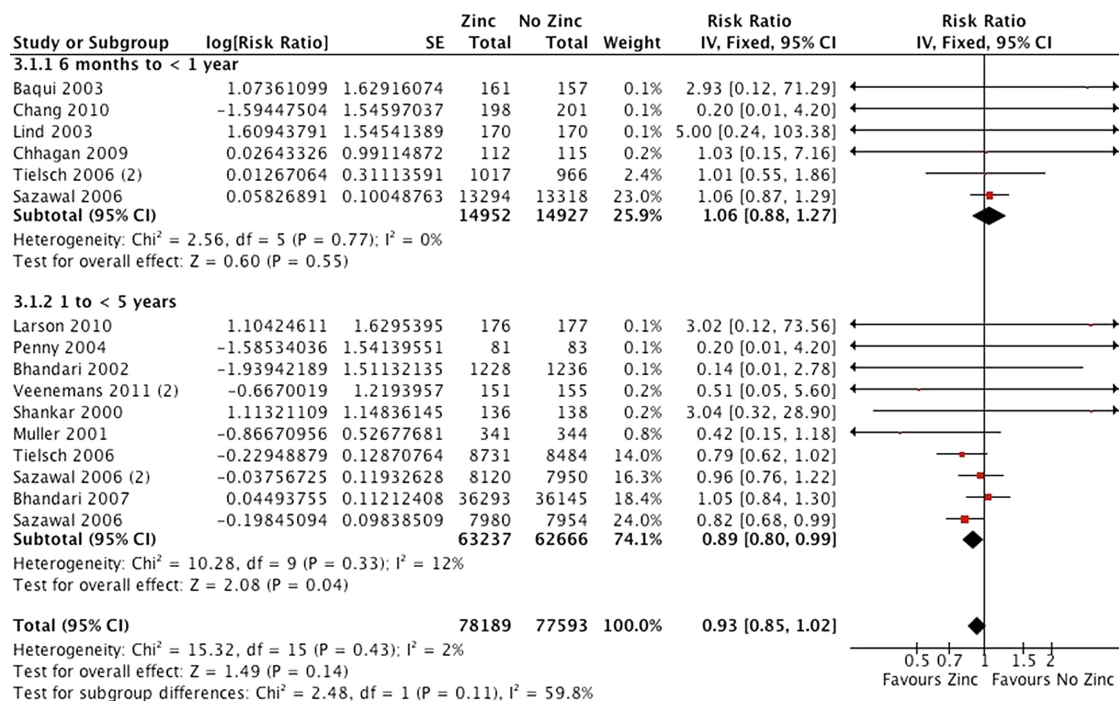 Zinc No Zinc Risk Ratio Risk Ratio
Study or Subgroup log[Risk Ratio] SE Total Total Weight IV, Fixed, 95% CI IV, Fixed, 95% CI
3.1.1 6 months to < 1 year
Baqui 2003 1.07361099 1.62916074 161 157 0.1% 2.93 [0.12, 71.29]
Chang 2010 −1.59447504 1.54597037 198 201 0.1% 0.20 [0.01, 4.20]
Lind 2003 1.60943791 1.54541389 170 170 0.1% 5.00 [0.24, 103.38]
Chhagan 2009 0.02643326 0.99114872 112 115 0.2% 1.03 [0.15, 7.16]
Tielsch 2006 (2) 0.01267064 0.31113591 1017 966 2.4% 1.01 [0.55, 1.86]
Sazawal 2006 0.05826891 0.10048763 13294 13318 23.0% 1.06 [0.87, 1.29]
Subtotal (95% CI) 14952 14927 25.9% 1.06 [0.88, 1.27]
Heterogeneity: Chi² = 2.56, df = 5 (P = 0.77); I² = 0%
Test for overall effect: Z = 0.60 (P = 0.55)
3.1.2 1 to < 5 years
Larson 2010 1.10424611 1.6295395 176 177 0.1% 3.02 [0.12, 73.56]
Penny 2004 −1.58534036 1.54139551 81 83 0.1% 0.20 [0.01, 4.20]
Bhandari 2002 −1.93942189 1.51132135 1228 1236 0.1% 0.14 [0.01, 2.78]
Veenemans 2011 (2) −0.6670019 1.2193957 151 155 0.2% 0.51 [0.05, 5.60]
Shankar 2000 1.11321109 1.14836145 136 138 0.2% 3.04 [0.32, 28.90]
Muller 2001 −0.86670956 0.52677681 341 344 0.8% 0.42 [0.15, 1.18]
Tielsch 2006 −0.22948879 0.12870764 8731 8484 14.0% 0.79 [0.62, 1.02]
Sazawal 2006 (2) −0.03756725 0.11932628 8120 7950 16.3% 0.96 [0.76, 1.22]
Bhandari 2007 0.04493755 0.11212408 36293 36145 18.4% 1.05 [0.84, 1.30]
Sazawal 2006 −0.19845094 0.09838509 7980 7954 24.0% 0.82 [0.68, 0.99]
Subtotal (95% CI) 63237 62666 74.1% 0.89 [0.80, 0.99]
Heterogeneity: Chi² = 10.28, df = 9 (P = 0.33); I² = 12%
Test for overall effect: Z = 2.08 (P = 0.04)
Total (95% CI) 78189 77593 100.0% 0.93 [0.85, 1.02]
Heterogeneity: Chi² = 15.32, df = 15 (P = 0.43); I² = 2%
Test for overall effect: Z = 1.49 (P = 0.14)
Test for subgroup differences: Chi² = 2.48, df = 1 (P = 0.11), I² = 59.8%
0.5 0.7 1 1.5 2
Favours Zinc Favours No Zinc